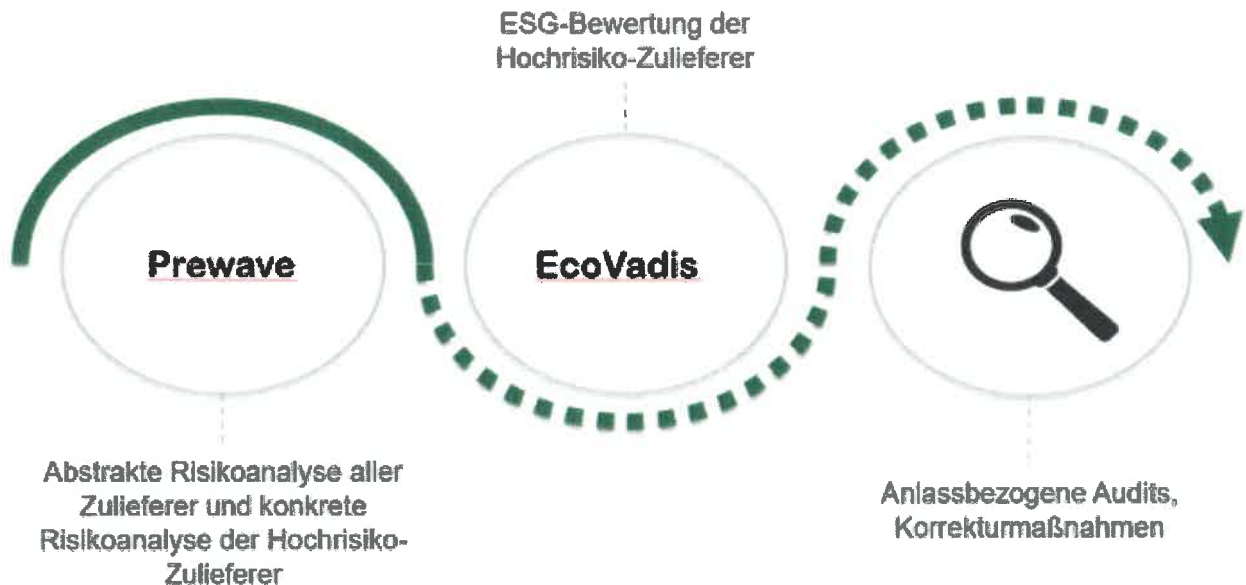 ESG-Bewertung der
Hochrisiko-Zulieferer
Prewave
EcoVadis
Abstrakte Risikoanalyse aller
Zulieferer und konkrete
Risikoanalyse der Hochrisiko-
Zulieferer
Anlassbezogene Audits,
Korrekturmaßnahmen